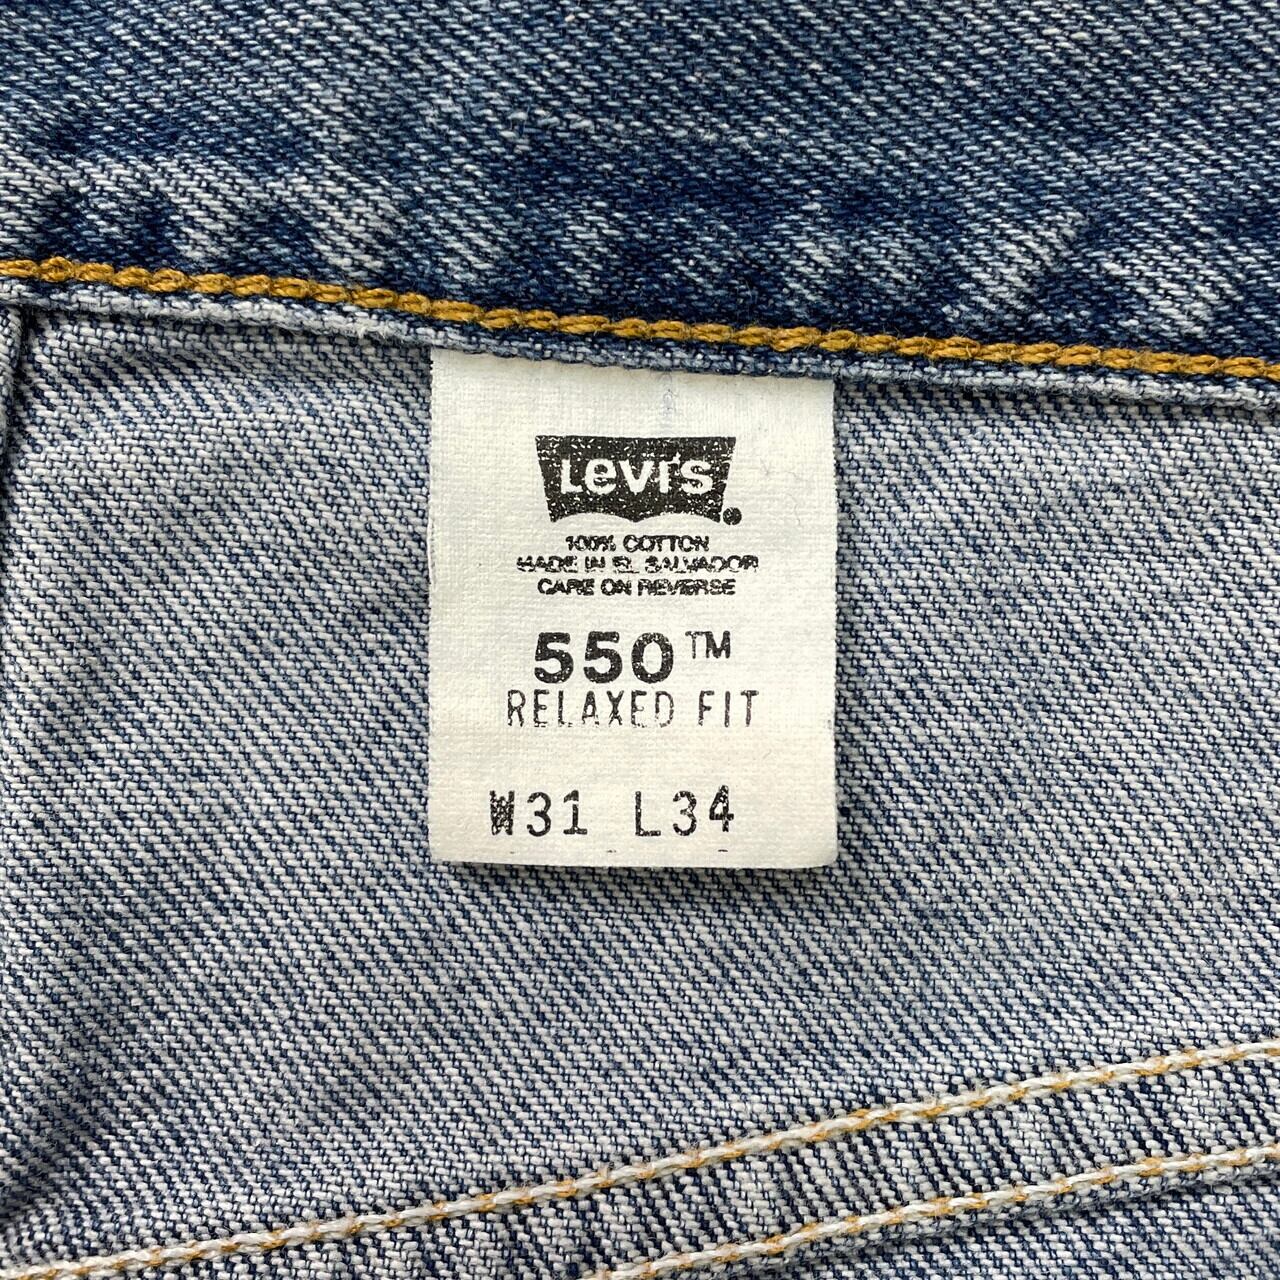 Levi's
100% COTTON
MADE IN EL SALVADOR
CARE ON REVERSE
550™
RELAXED FIT
W31 L34